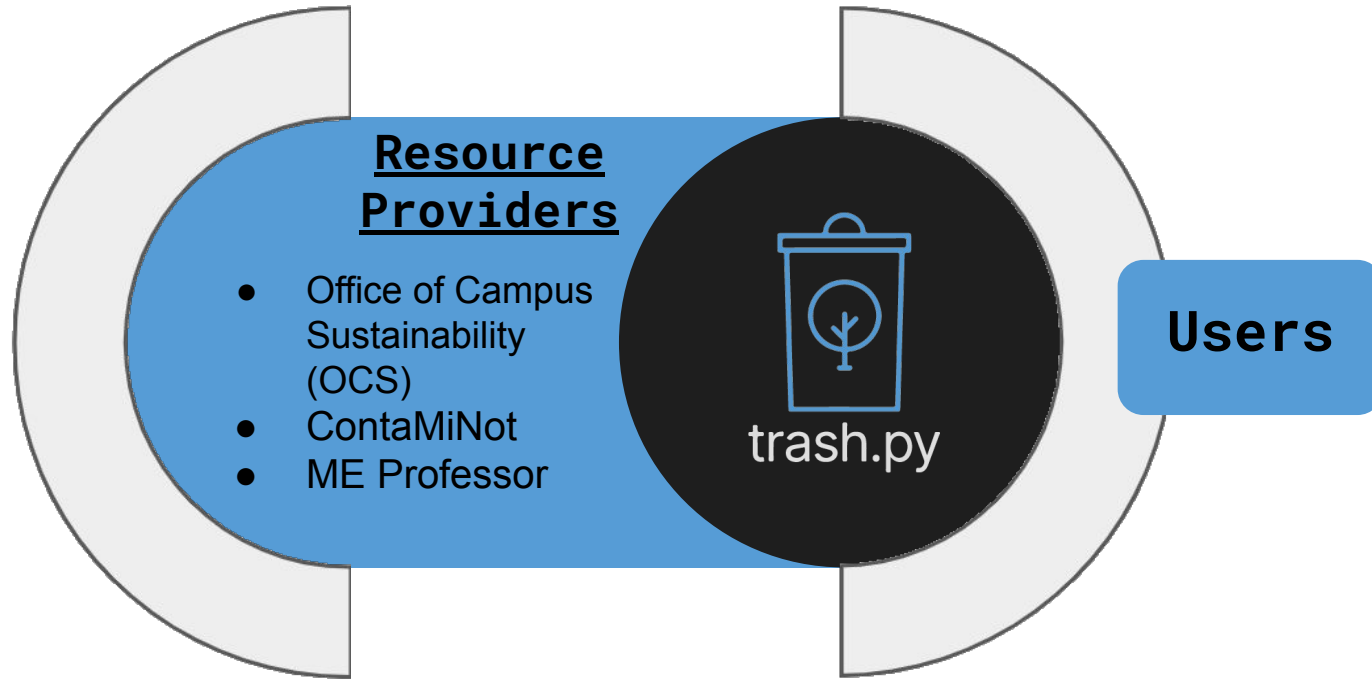 Resource
Providers
● Office of Campus
Sustainability
(OCS)
● ContaMiNot
● ME Professor
trash.py
Users